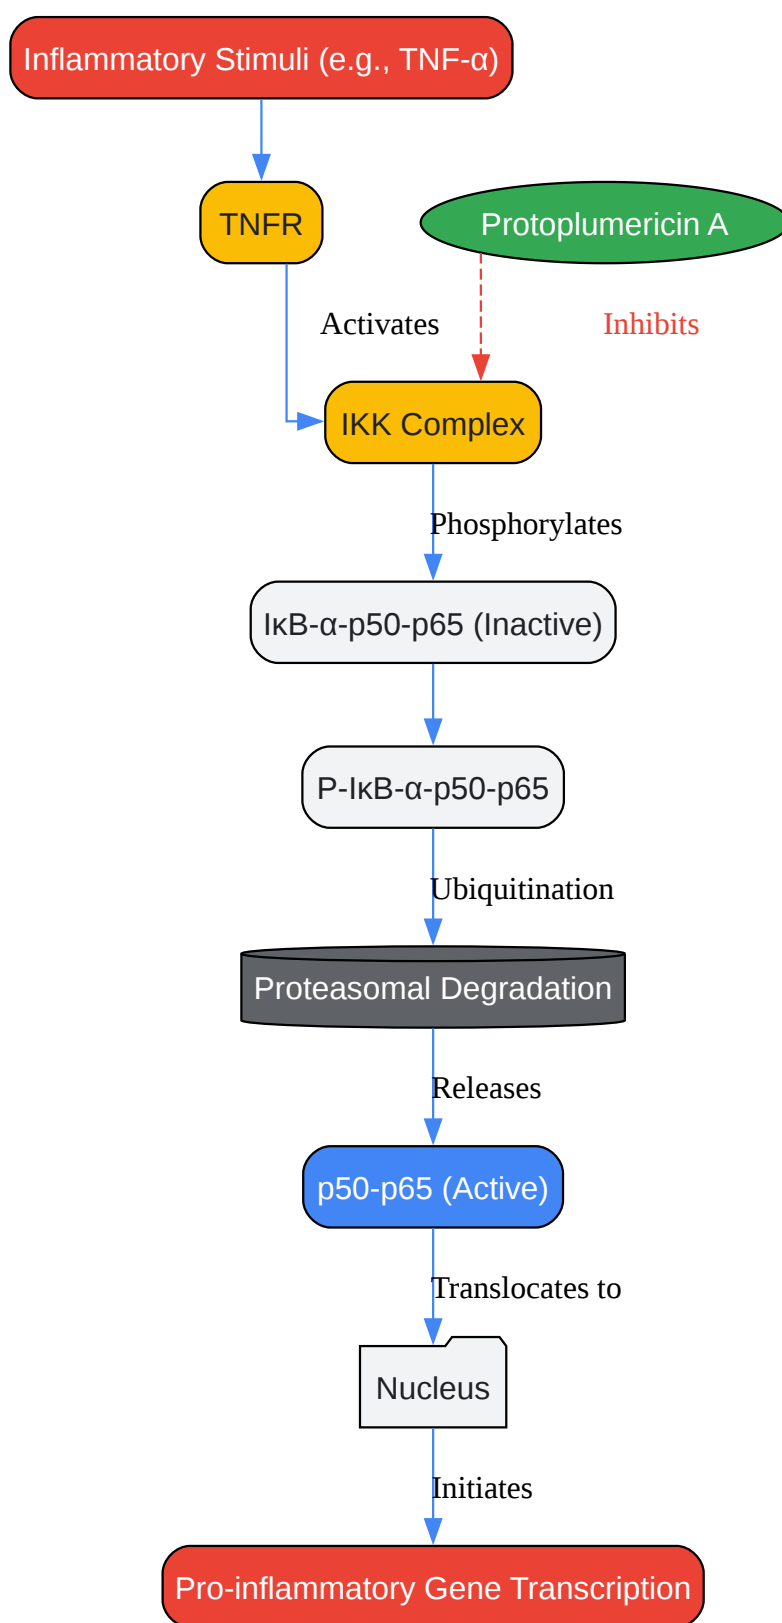 Inflammatory Stimuli (e.g., TNF-α)
TNFR
Protoplumericin A
Activates
Inhibits
IKK Complex
Phosphorylates
IκB-α-p50-p65 (Inactive)
P-IκB-α-p50-p65
Ubiquitination
Proteasomal Degradation
Releases
p50-p65 (Active)
Translocates to
Nucleus
Initiates
Pro-inflammatory Gene Transcription